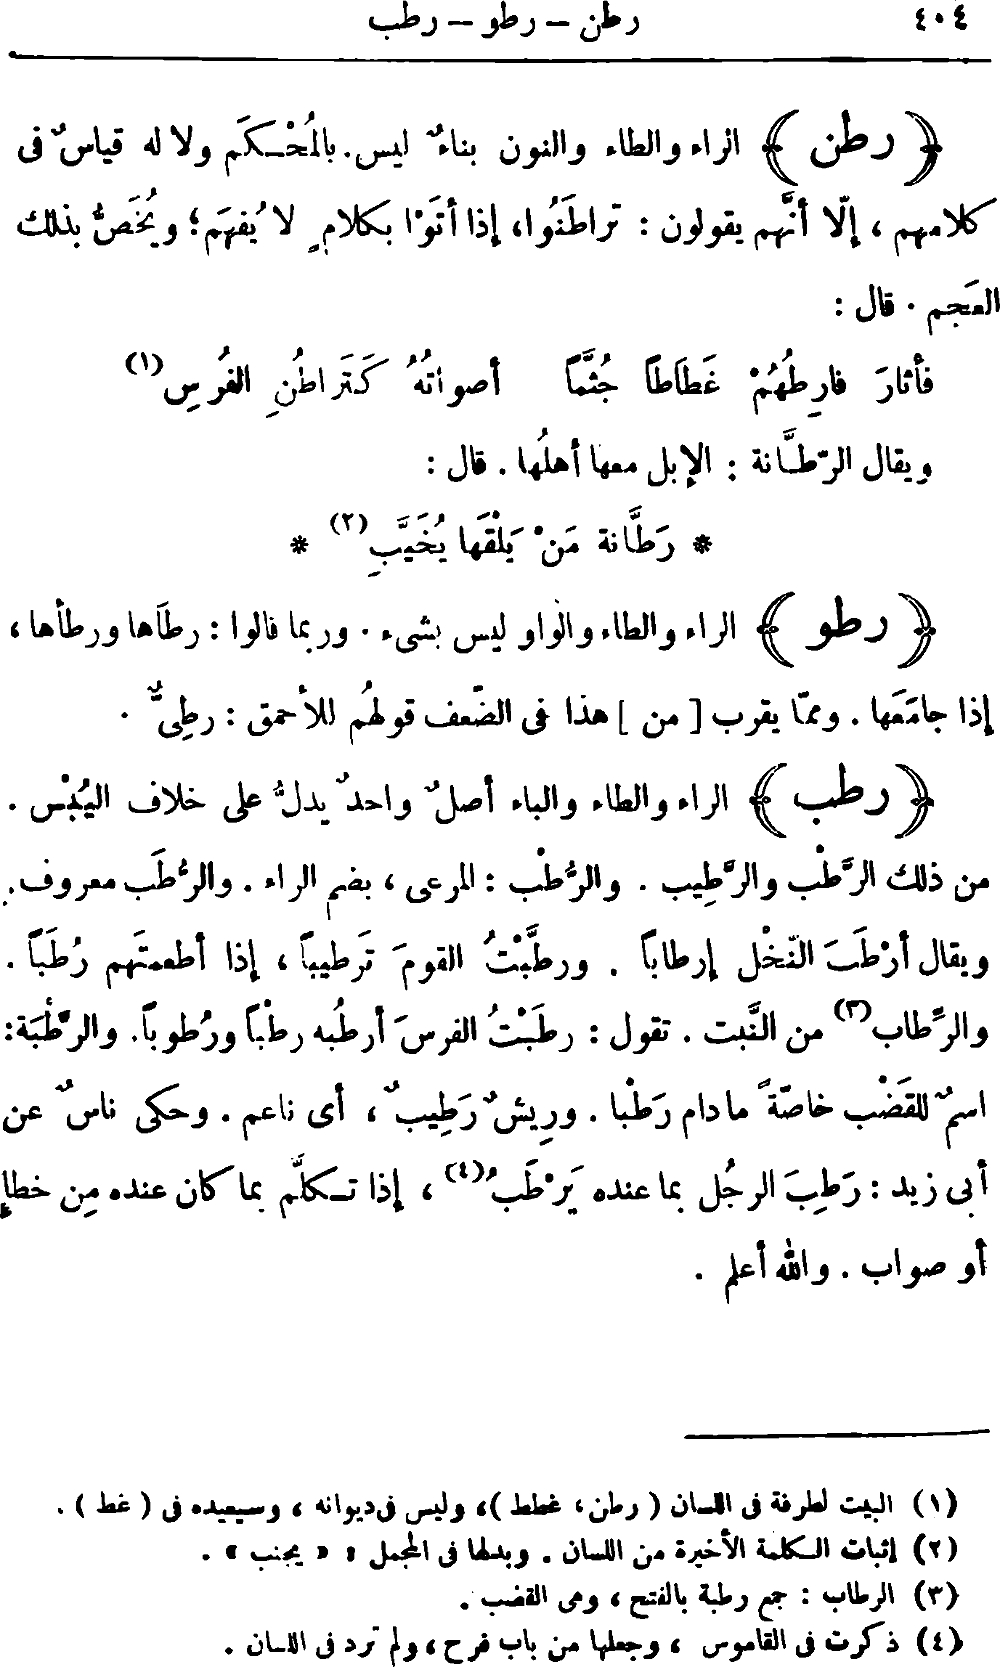 ٤٠٤
رطن — رطو — رطب
﴿ رطن ﴾ الراء والطاء والنون بناءٌ ليس بالمُحْكَم ولا له قياسٌ فى
كلامهم ، إلّا أنَّهم يقولون : تراطَنُوا، إذا أتَوْا بكلامٍ لا يُفهَم؛ ويُخَصُّ بذلك
العَجم . قال :
فأثارَ فارِطُهُمْ غَطَاطاً جُثَّماً أصواتُهُ كَتَرَاطُنِ الفُرسِ(١)
ويقال الرّطَّانة : الإبل معها أهلُها . قال :
* رَطَّانة مَنْ يَلْقَها يُخَيَّبِ(٢) *
﴿ رطو ﴾ الراء والطاء والواو ليس بشىء . وربما قالوا : رطَاها ورطأها ،
إذا جامَعَها . وممّا يقرب [ من ] هذا فى الضّعف قولهُم للأحمق : رطِىٌّ .
﴿ رطب ﴾ الراء والطاء والباء أصلٌ واحدٌ يدلُّ على خلاف اليُبْس .
من ذلك الرَّطْب والرَّطِيب . والرُّطْب : المرعى ، بضم الراء . والرُّطَب معروف .
ويقال أرْطَبَ النّخْل إرطاباً . ورطَّبْتُ القومَ تَرطيباً ، إذا أطعمتَهم رُطَباً .
والرِّطاب(٣) من النَّبت . تقول : رطَبْتُ الفرسَ أرطُبه رطْباً ورُطوباً. والرَّطْبَة:
اسمٌ للقَضْب خاصّةً مادام رَطْبا . ورِيشٌ رَطِيبٌ ، أى ناعم . وحكى ناسٌ عن
أبى زيد : رَطِبَ الرجُل بما عنده يَرْطَبُ(٤) ، إذا تكلَّم بما كان عنده مِن خطإٍ
أو صواب . والله أعلم .
(١) البيت لطرفة فى اللسان ( رطن، غطط )، وليس فى ديوانه ، وسيعيده فى ( غط ) .
(٢) إثبات الكلمة الأخيرة من اللسان . وبدلها فى المجمل : « يجنب » .
(٣) الرطاب : جمع رطبة بالفتح ، وهى القضب .
(٤) ذكرت فى القاموس ، وجعلها من باب فرح ، ولم ترد فى اللسان .